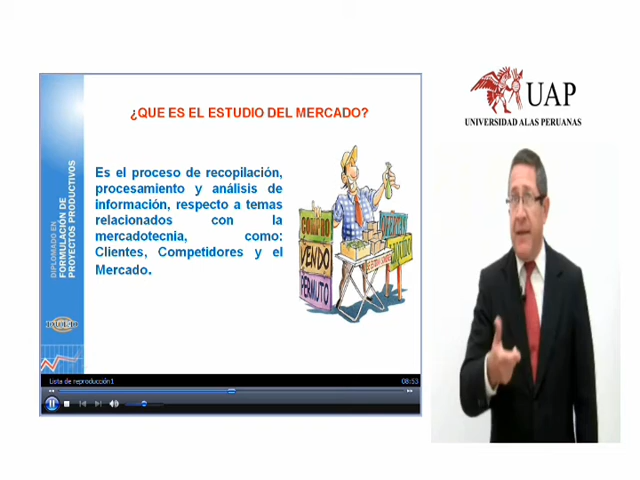 ¿QUE ES EL ESTUDIO DEL MERCADO?
Es el proceso de recopilación,
procesamiento y análisis de
información, respecto a temas
relacionados con la
mercadotecnia, como:
Clientes, Competidores y el
Mercado.
DIPLOMADO EN
FORMULACIÓN DE
PROYECTOS PRODUCTIVOS
DUED
COMPRO
VENDO
PERMUTO
Lista de reproducción1
08:53
UAP
UNIVERSIDAD ALAS PERUANAS